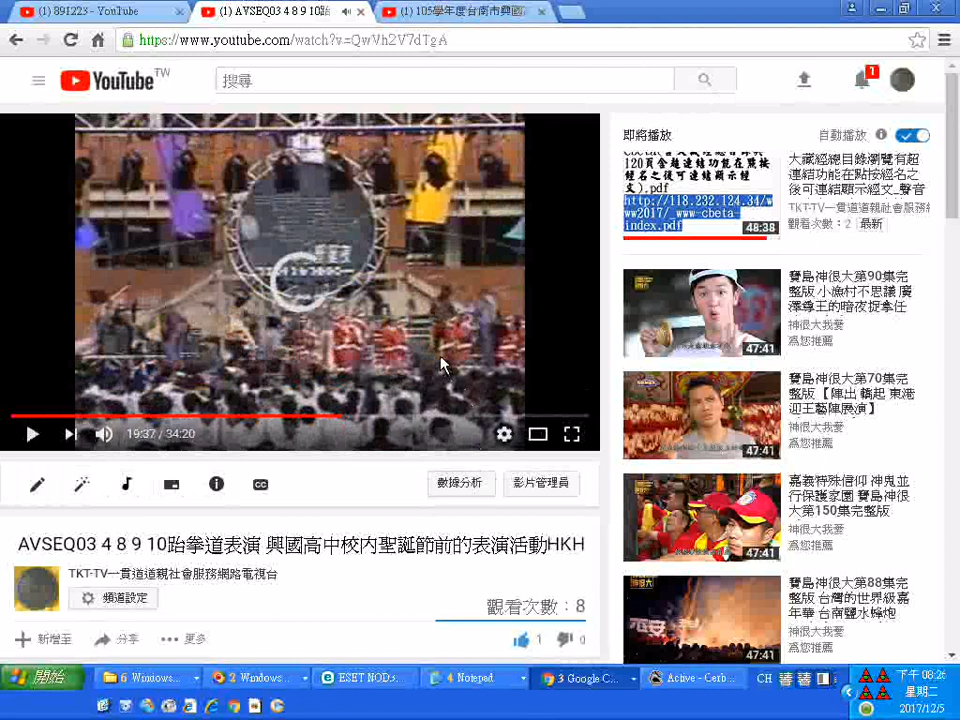 (1) 891223 - YouTube
(1) AVSEQ03 4 8 9 10跆
(1) 105學年度台南市興國高
https://www.youtube.com/watch?v=QwVh2V7dTgA
YouTube TW
搜尋
1
19:37 / 34:20
數據分析
影片管理員
AVSEQ03 4 8 9 10跆拳道表演 興國高中校内聖誕節前的表演活動HKH
TKT-TV一貫道道親社會服務網路電視台
頻道設定
觀看次數：8
新增至
分享
更多
1
0
即將播放
自動播放
120頁含超連結功能在點按
經名之後可連結顯示經
文).pdf
http://118.232.124.34/w
ww2017/_www-cbeta-
index.pdf
48:38
大藏經總目錄瀏覽有超
連結功能在點按經名之
後可連結顯示經文_聲音
TKT-TV一貫道道親社會服務
觀看次數：2
最新
47:41
寶島神很大第90集完
整版 小漁村不思議 廣
澤尊王的暗夜捉拿任
神很大我愛
為您推薦
47:41
寶島神很大第70集完
整版 【陣出 轎起 東港
迎王藝陣展演】
神很大我愛
為您推薦
47:41
嘉義特殊信仰 神鬼並
行保護家園 寶島神很
大第150集完整版
神很大我愛
為您推薦
47:41
寶島神很大第88集完
整版 台灣的世界級嘉
年華 台南鹽水蜂炮
神很大我愛
為您推薦
開始
6 Windows...
2 Windows...
ESET NOD3...
4 Notepad
3 Google C...
Active - Cerb...
CH
下午 08:26
星期二
2017/12/5